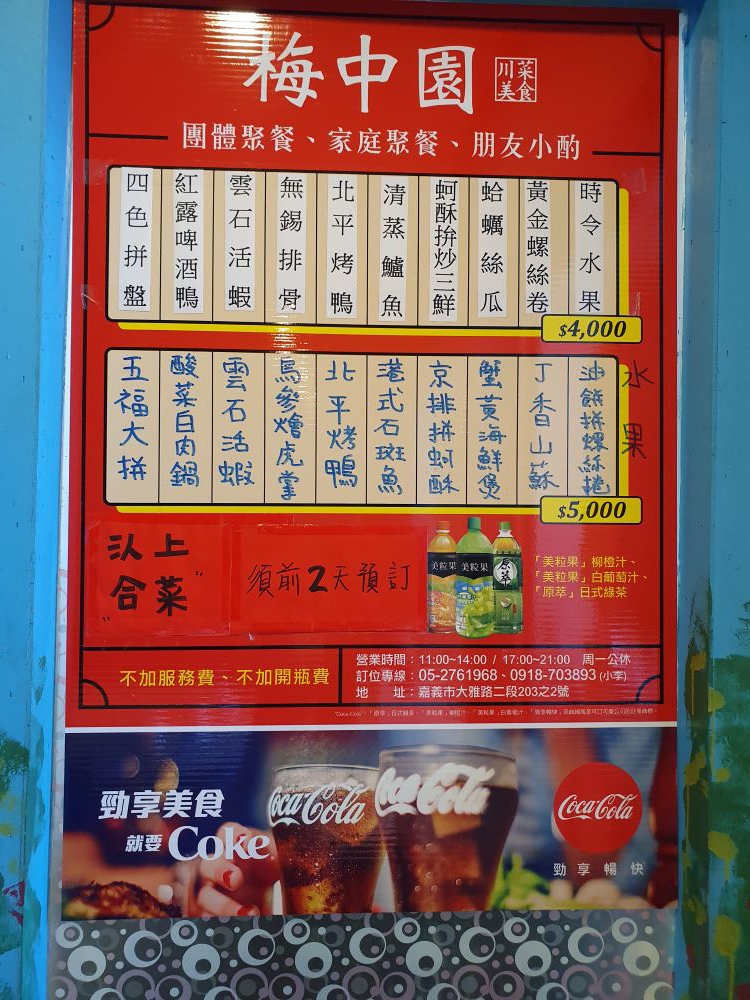 梅中園
川菜
美食
團體聚餐、家庭聚餐、朋友小酌
四色拼盤
紅露啤酒鴨
雲石活蝦
無錫排骨
北平烤鴨
清蒸鱸魚
蚵酥拚炒三鮮
蛤蠣絲瓜
黃金螺絲卷
時令水果
$4,000
五福大拼
酸菜白肉鍋
雲石活蝦
烏參燴虎掌
北平烤鴨
港式石斑魚
京排拼蚵酥
蟹黃海鮮煲
丁香山蘇
油飯拼螺絲捲
水果
$5,000
以上
"合菜"
須前2天預訂
美粒果
美粒果
原萃
「美粒果」柳橙汁、
「美粒果」白葡萄汁、
「原萃」日式綠茶
不加服務費、不加開瓶費
營業時間：11:00~14:00 / 17:00~21:00 周一公休
訂位專線：05-2761968、0918-703893 (小李)
地 址：嘉義市大雅路二段203之2號
勁享美食
就要 Coke
Coca-Cola
Coca-Cola
Coca-Cola
勁享暢快